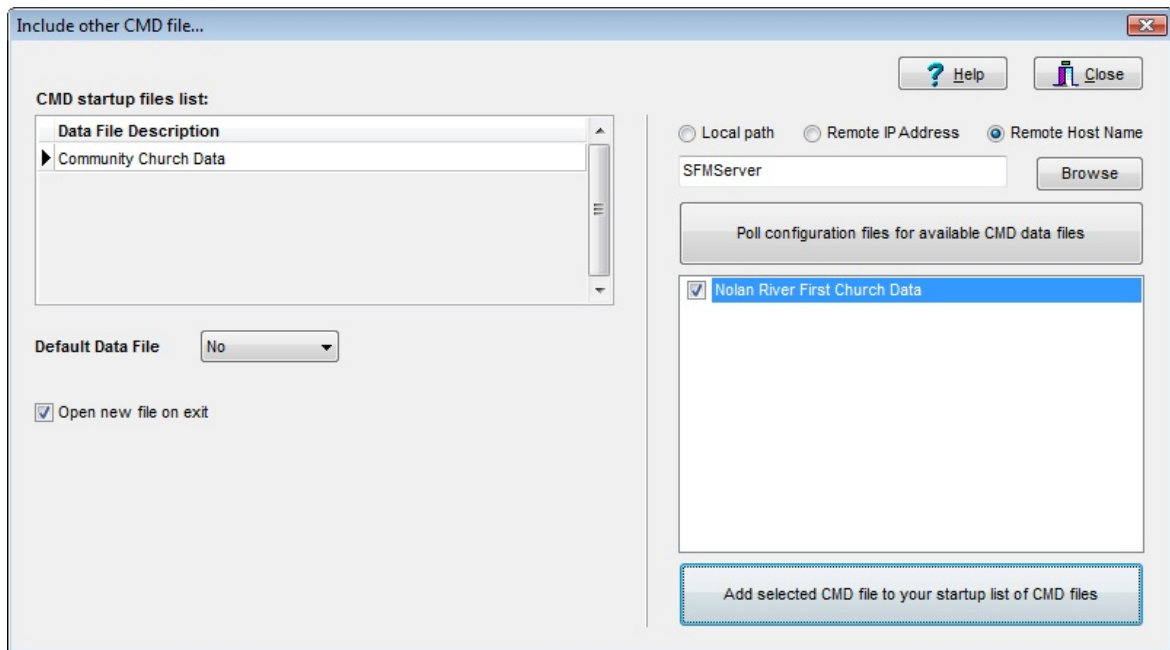 Include other CMD file...
Help
Close
CMD startup files list:
Data File Description
Community Church Data
Local path
Remote IP Address
Remote Host Name
SFMServer
Browse
Poll configuration files for available CMD data files
Nolan River First Church Data
Default Data File
No
Open new file on exit
Add selected CMD file to your startup list of CMD files